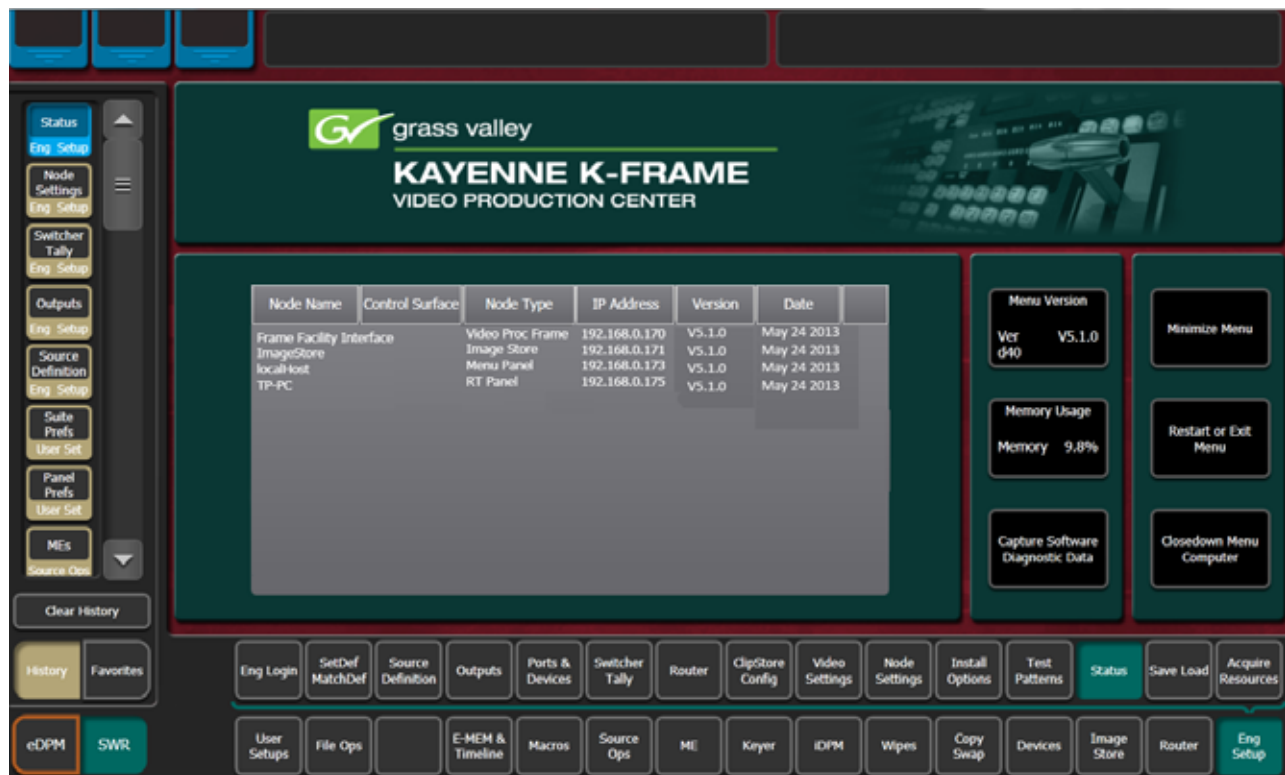 Status
Eng Setup
Node
Settings
Eng Setup
Switcher
Tally
Eng Setup
Outputs
Eng Setup
Source
Definition
Eng Setup
Suite
Prefs
User Set
Panel
Prefs
User Set
MEs
Source Ops
Clear History
History Favorites
eDPM SWR
GV grass valley
KAYENNE K-FRAME
VIDEO PRODUCTION CENTER
Node Name Control Surface Node Type IP Address Version Date
Frame Facility Interface Video Proc Frame 192.168.0.170 V5.1.0 May 24 2013
ImageStore Image Store 192.168.0.171 V5.1.0 May 24 2013
localHost Menu Panel 192.168.0.173 V5.1.0 May 24 2013
TP-PC RT Panel 192.168.0.175 V5.1.0 May 24 2013
Menu Version
Ver V5.1.0
d40
Memory Usage
Memory 9.8%
Capture Software
Diagnostic Data
Minimize Menu
Restart or Exit
Menu
Closedown Menu
Computer
Eng Login
SetDef
MatchDef
Source
Definition
Outputs
Ports &
Devices
Switcher
Tally
Router
ClipStore
Config
Video
Settings
Node
Settings
Install
Options
Test
Patterns
Status
Save Load
Acquire
Resources
User
Setups
File Ops
E-MEM &
Timeline
Macros
Source
Ops
ME
Keyer
iDPM
Wipes
Copy
Swap
Devices
Image
Store
Router
Eng
Setup